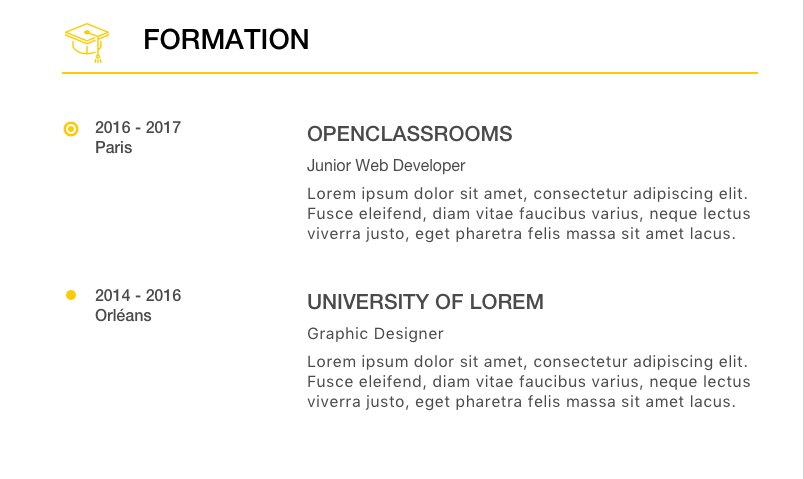 FORMATION
2016 - 2017
Paris
OPENCLASSROOMS
Junior Web Developer
Lorem ipsum dolor sit amet, consectetur adipiscing elit.
Fusce eleifend, diam vitae faucibus varius, neque lectus
viverra justo, eget pharetra felis massa sit amet lacus.
2014 - 2016
Orléans
UNIVERSITY OF LOREM
Graphic Designer
Lorem ipsum dolor sit amet, consectetur adipiscing elit.
Fusce eleifend, diam vitae faucibus varius, neque lectus
viverra justo, eget pharetra felis massa sit amet lacus.